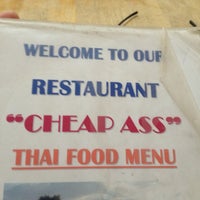 WELCOME TO OUR
RESTAURANT
"CHEAP ASS"
THAI FOOD MENU